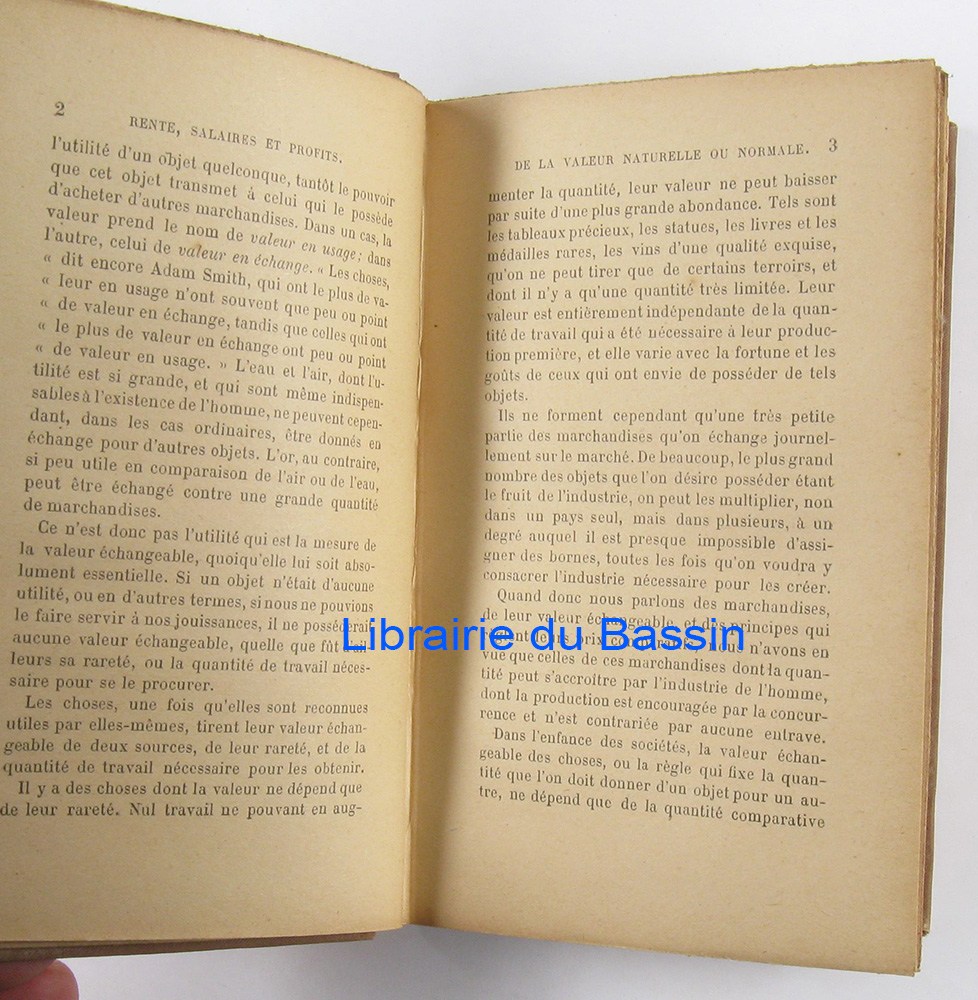 2
RENTE, SALAIRES ET PROFITS.
l'utilité d'un objet quelconque, tantôt le pouvoir
que cet objet transmet à celui qui le possède
d'acheter d'autres marchandises. Dans un cas, la
valeur prend le nom de valeur en usage; dans
l'autre, celui de valeur en échange. « Les choses,
« dit encore Adam Smith, qui ont le plus de va-
« leur en usage n'ont souvent que peu ou point
« de valeur en échange, tandis que celles qui ont
« le plus de valeur en échange ont peu ou point
« de valeur en usage. » L'eau et l'air, dont l'u-
tilité est si grande, et qui sont même indispen-
sables à l'existence de l'homme, ne peuvent cepen-
dant, dans les cas ordinaires, être donnés en
échange pour d'autres objets. L'or, au contraire,
si peu utile en comparaison de l'air ou de l'eau,
peut être échangé contre une grande quantité
de marchandises.
Ce n'est donc pas l'utilité qui est la mesure de
la valeur échangeable, quoiqu'elle lui soit abso-
lument essentielle. Si un objet n'était d'aucune
utilité, ou en d'autres termes, si nous ne pouvions
le faire servir à nos jouissances, il ne posséderait
aucune valeur échangeable, quelle que fût d'ail-
leurs sa rareté, ou la quantité de travail néces-
saire pour se le procurer.
Les choses, une fois qu'elles sont reconnues
utiles par elles-mêmes, tirent leur valeur échan-
geable de deux sources, de leur rareté, et de la
quantité de travail nécessaire pour les obtenir.
Il y a des choses dont la valeur ne dépend que
de leur rareté. Nul travail ne pouvant en aug-
DE LA VALEUR NATURELLE OU NORMALE. 3
menter la quantité, leur valeur ne peut baisser
par suite d'une plus grande abondance. Tels sont
les tableaux précieux, les statues, les livres et les
médailles rares, les vins d'une qualité exquise,
qu'on ne peut tirer que de certains terroirs, et
dont il n'y a qu'une quantité très limitée. Leur
valeur est entièrement indépendante de la quan-
tité de travail qui a été nécessaire à leur produc-
tion première, et elle varie avec la fortune et les
goûts de ceux qui ont envie de posséder de tels
objets.
Ils ne forment cependant qu'une très petite
partie des marchandises qu'on échange journel-
lement sur le marché. De beaucoup, le plus grand
nombre des objets que l'on désire posséder étant
le fruit de l'industrie, on peut les multiplier, non
dans un pays seul, mais dans plusieurs, à un
degré auquel il est presque impossible d'assi-
gner des bornes, toutes les fois qu'on voudra y
consacrer l'industrie nécessaire pour les créer.
Quand donc nous parlons des marchandises,
de leur valeur échangeable, et des principes qui
règlent leurs prix comparatifs, nous n'avons en
vue que celles de ces marchandises dont la quan-
tité peut s'accroître par l'industrie de l'homme,
dont la production est encouragée par la concur-
rence et n'est contrariée par aucune entrave.
Dans l'enfance des sociétés, la valeur échan-
geable des choses, ou la règle qui fixe la quan-
tité que l'on doit donner d'un objet pour un au-
tre, ne dépend que de la quantité comparative
Librairie du Bassin